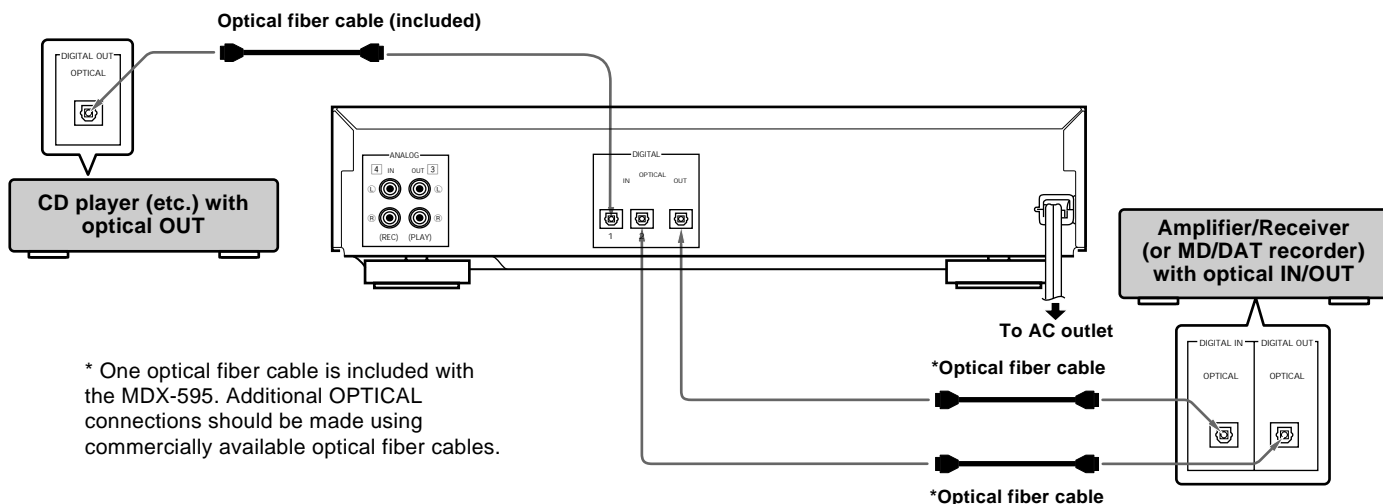 Optical fiber cable (included)
DIGITAL OUT
OPTICAL
CD player (etc.) with
optical OUT
ANALOG
4 IN OUT 3
L L
R R
(REC) (PLAY)
DIGITAL
OPTICAL
IN OUT
1 2
To AC outlet
Amplifier/Receiver
(or MD/DAT recorder)
with optical IN/OUT
DIGITAL IN DIGITAL OUT
OPTICAL OPTICAL
* One optical fiber cable is included with
the MDX-595. Additional OPTICAL
connections should be made using
commercially available optical fiber cables.
*Optical fiber cable
*Optical fiber cable